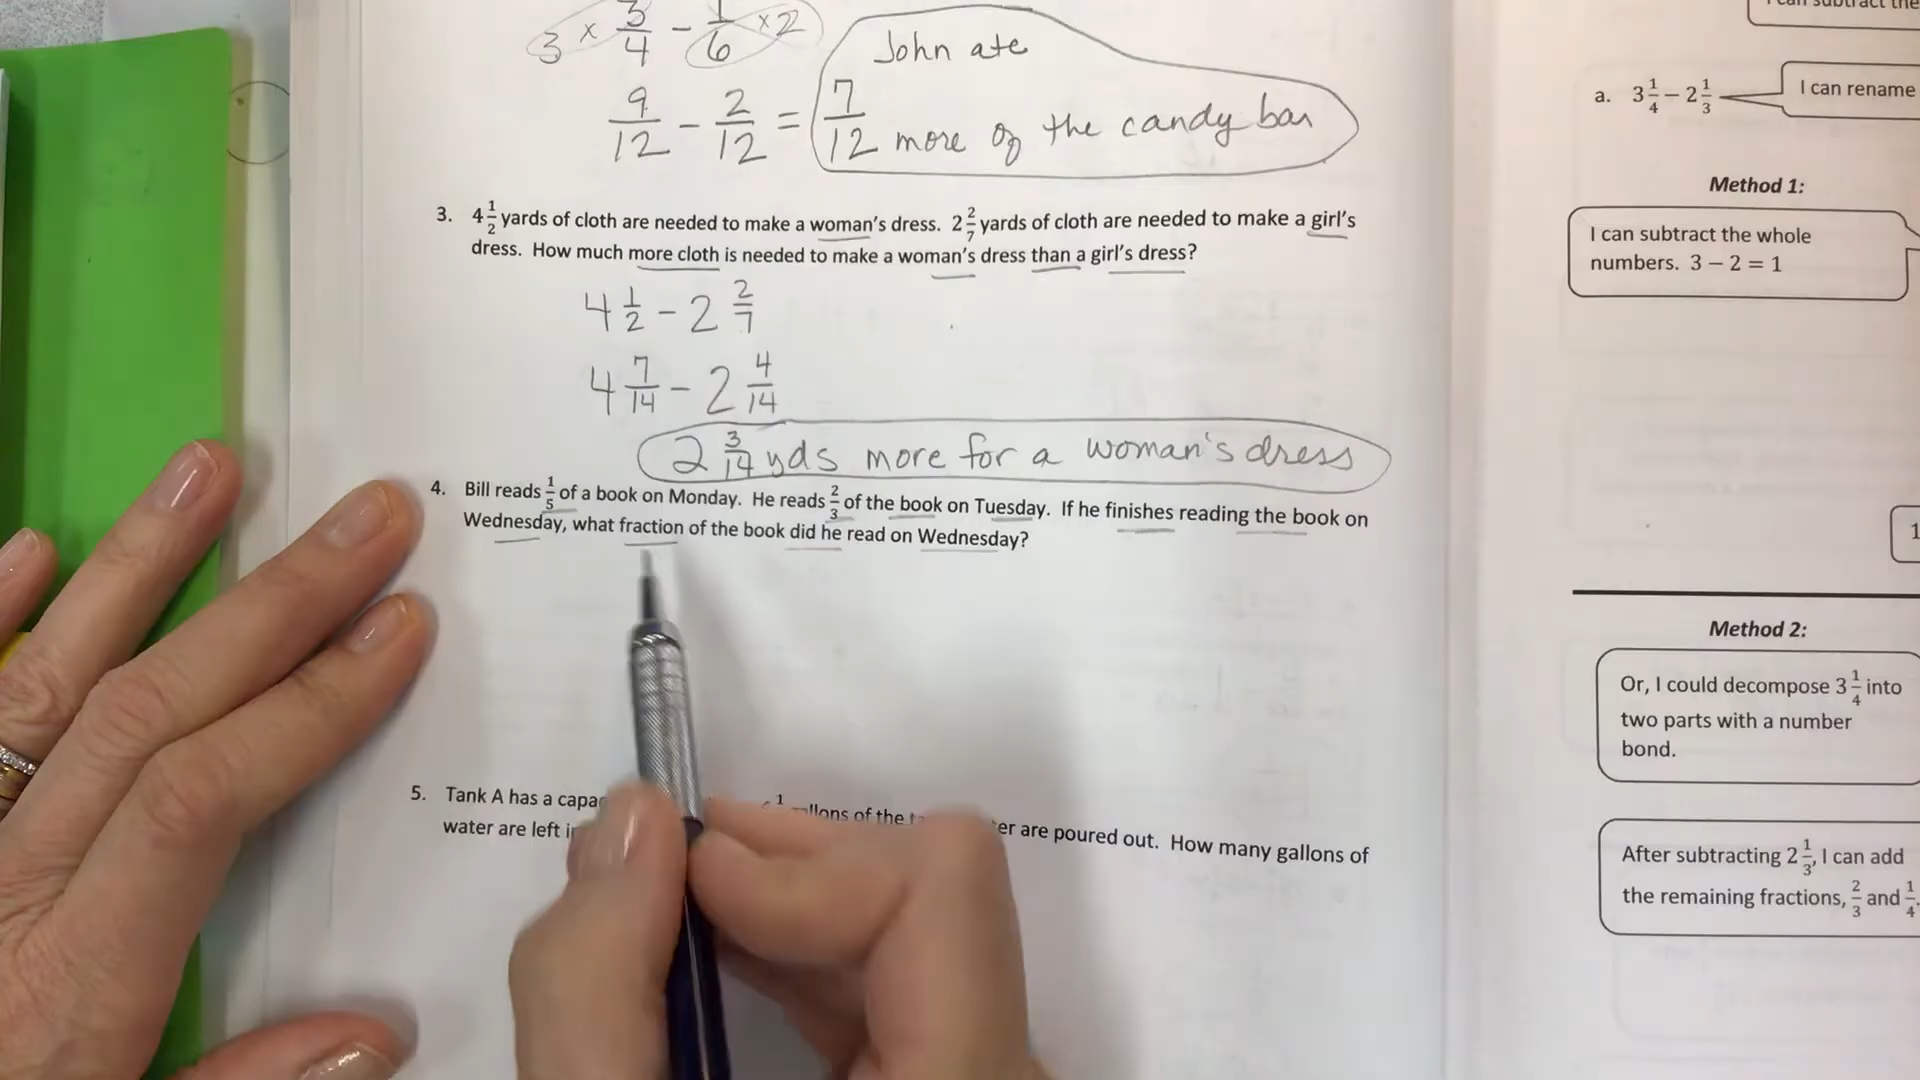 3 × 3/4 − 1/6 × 2
9/12 − 2/12 = 7/12
John ate
more of the candy bar
3. 4 1/2 yards of cloth are needed to make a woman's dress. 2 2/7 yards of cloth are needed to make a girl's
dress. How much more cloth is needed to make a woman's dress than a girl's dress?
4 1/2 − 2 2/7
4 7/14 − 2 4/14
2 3/14 yds more for a woman's dress
4. Bill reads 1/5 of a book on Monday. He reads 2/3 of the book on Tuesday. If he finishes reading the book on
Wednesday, what fraction of the book did he read on Wednesday?
5. Tank A has a of the are poured out. How many gallons of
water are left
a. 3 1/4 − 2 1/3
I can rename
Method 1:
I can subtract the whole
numbers. 3 − 2 = 1
1
Method 2:
Or, I could decompose 3 1/4 into
two parts with a number
bond.
After subtracting 2 1/3, I can add
the remaining fractions, 2/3 and 1/4.